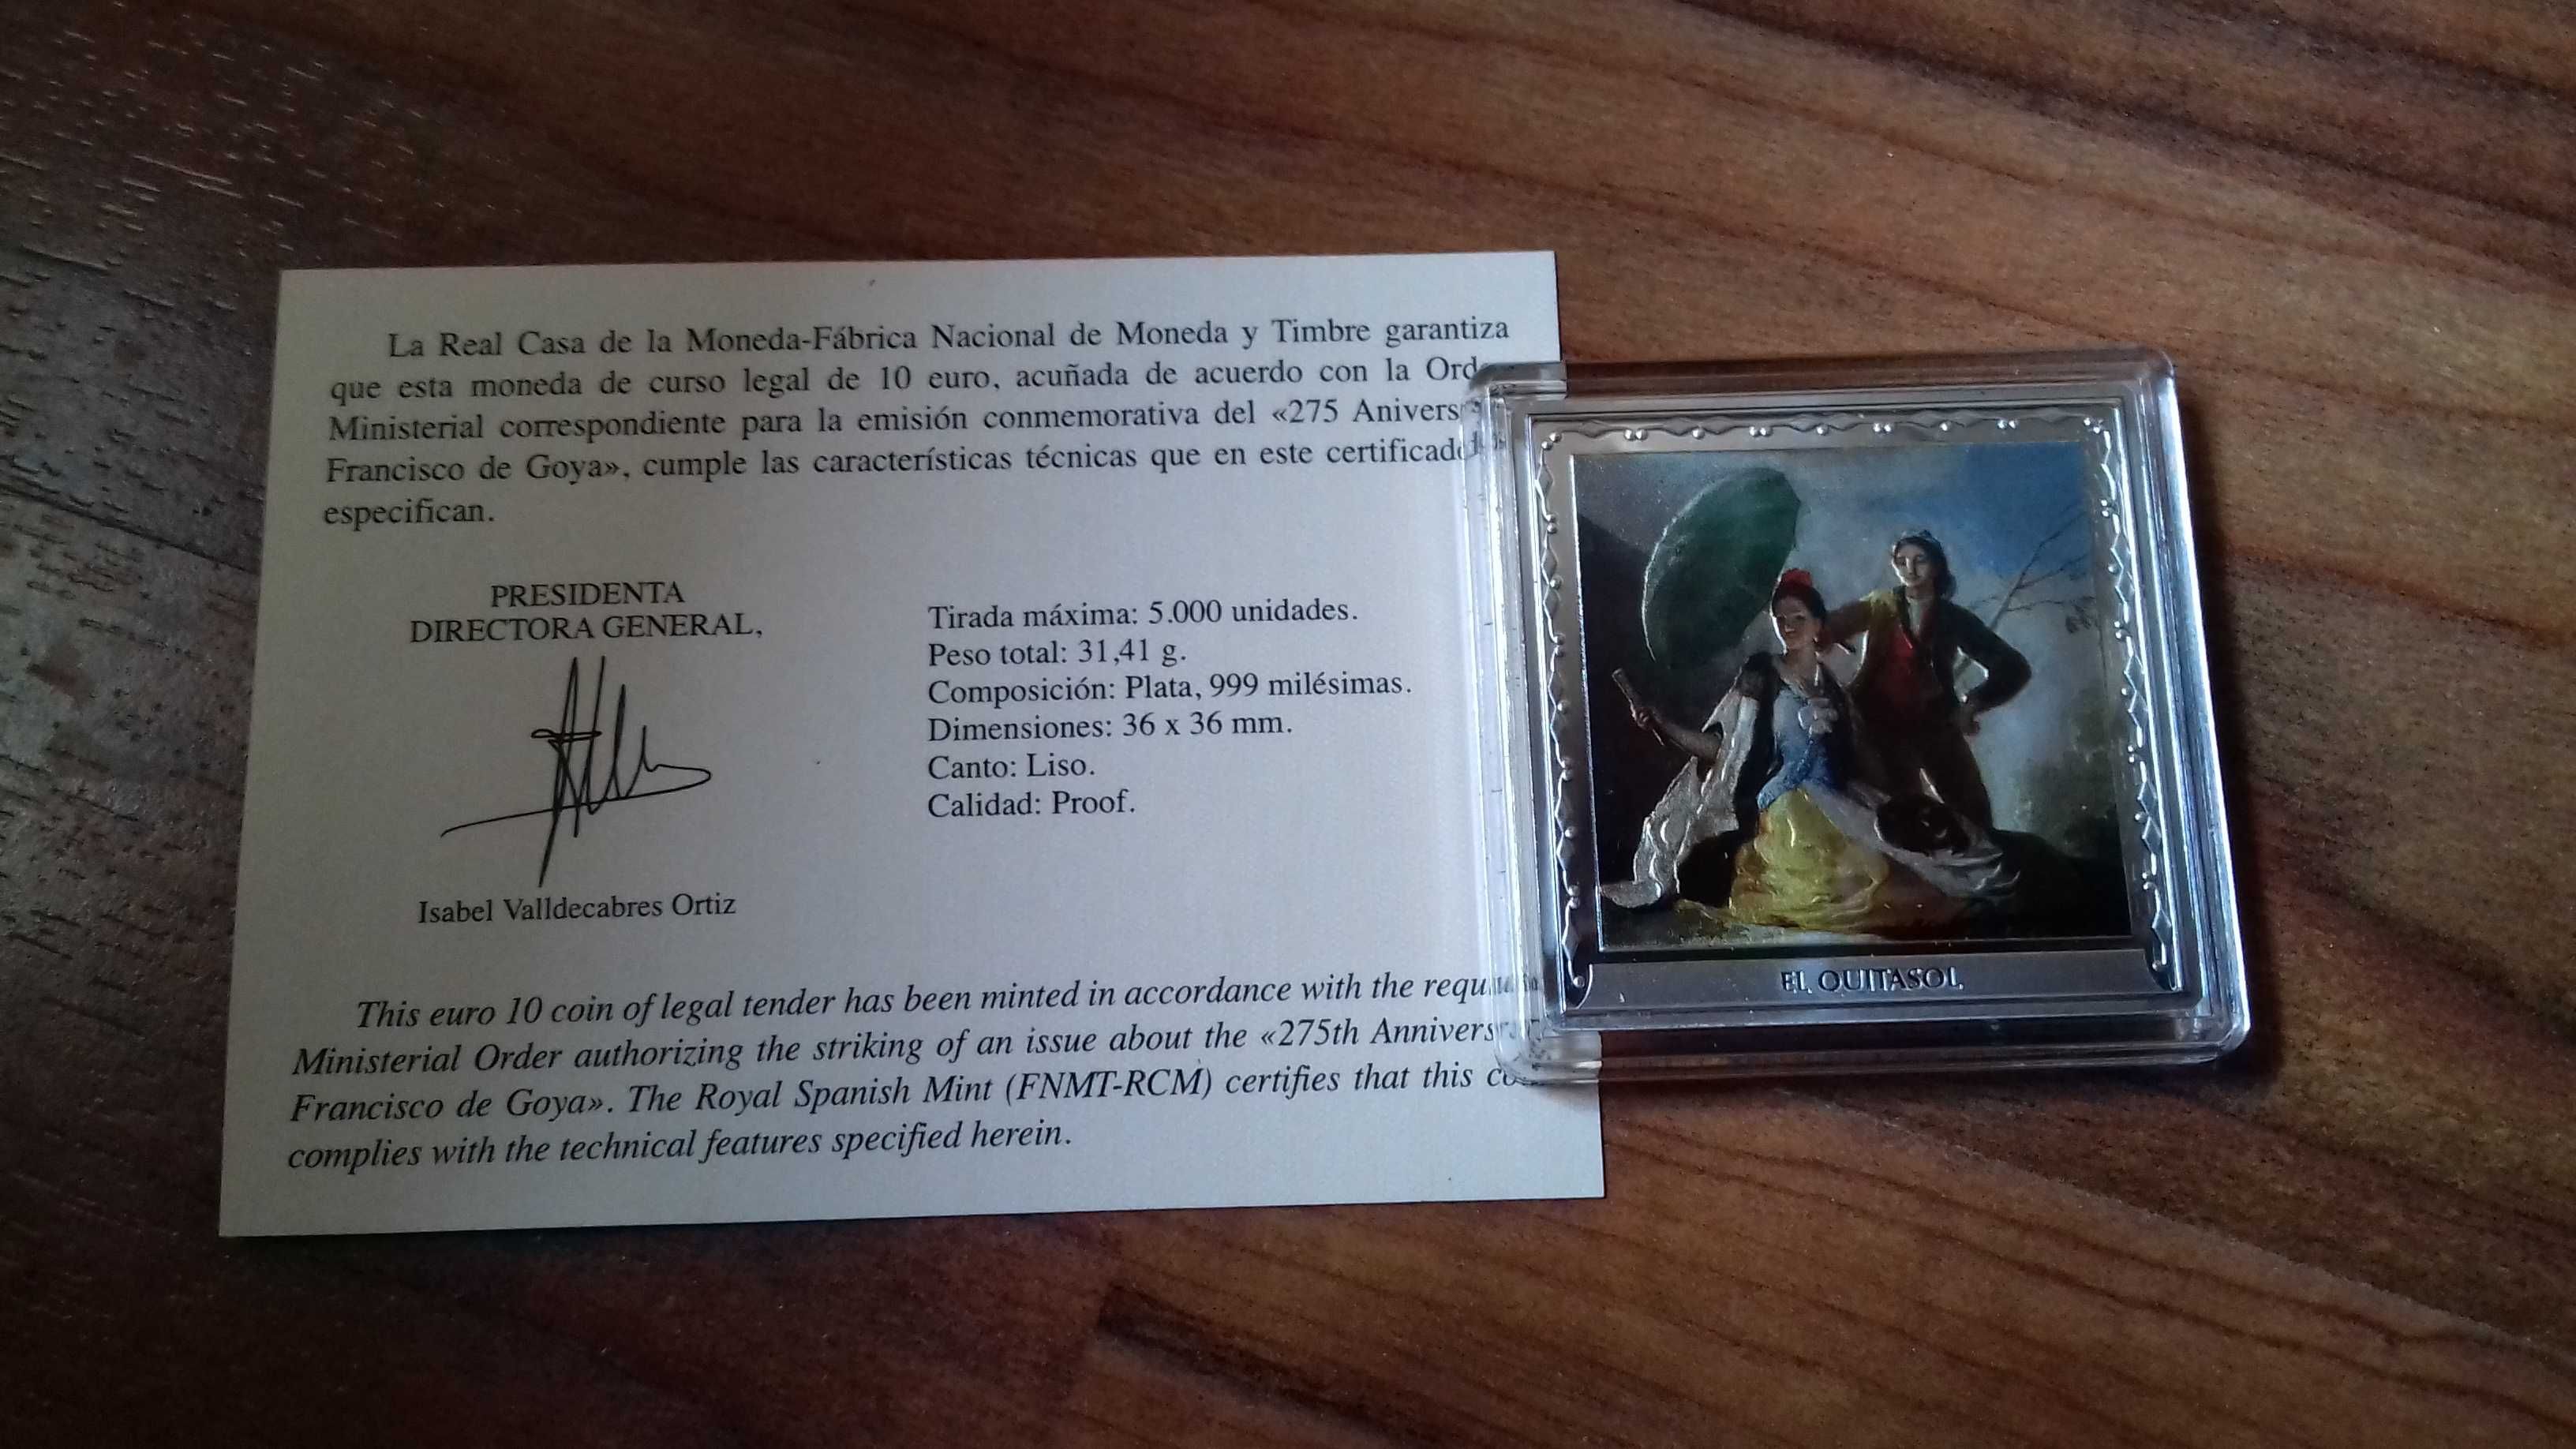 La Real Casa de la Moneda-Fábrica Nacional de Moneda y Timbre garantiza
que esta moneda de curso legal de 10 euro, acuñada de acuerdo con la
Ministerial correspondiente para la emisión conmemorativa del «275
Francisco de Goya», cumple las características técnicas que en este certificado
especifican.
PRESIDENTA
DIRECTORA GENERAL,
Isabel Valldecabres Ortiz
Tirada máxima: 5.000 unidades.
Peso total: 31,41 g.
Composición: Plata, 999 milésimas.
Dimensiones: 36 x 36 mm.
Canto: Liso.
Calidad: Proof.
This euro 10 coin of legal tender has been minted in accordance with the
Ministerial Order authorizing the striking of an issue about the «275th
Francisco de Goya». The Royal Spanish Mint (FNMT-RCM) certifies that this
complies with the technical features specified herein.
EL QUITASOL